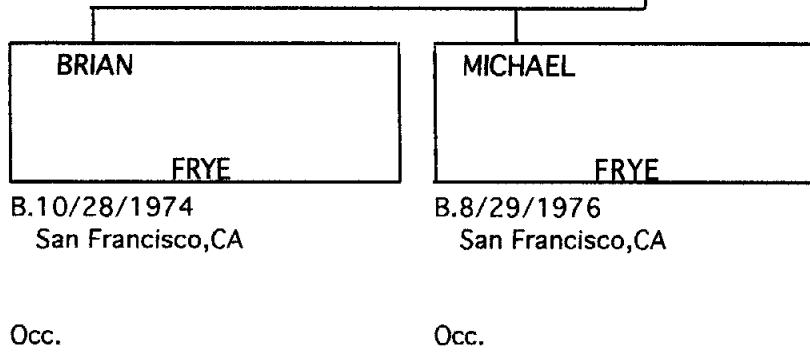 BRIAN
FRYE
B.10/28/1974
San Francisco,CA
Occ.
MICHAEL
FRYE
B.8/29/1976
San Francisco,CA
Occ.